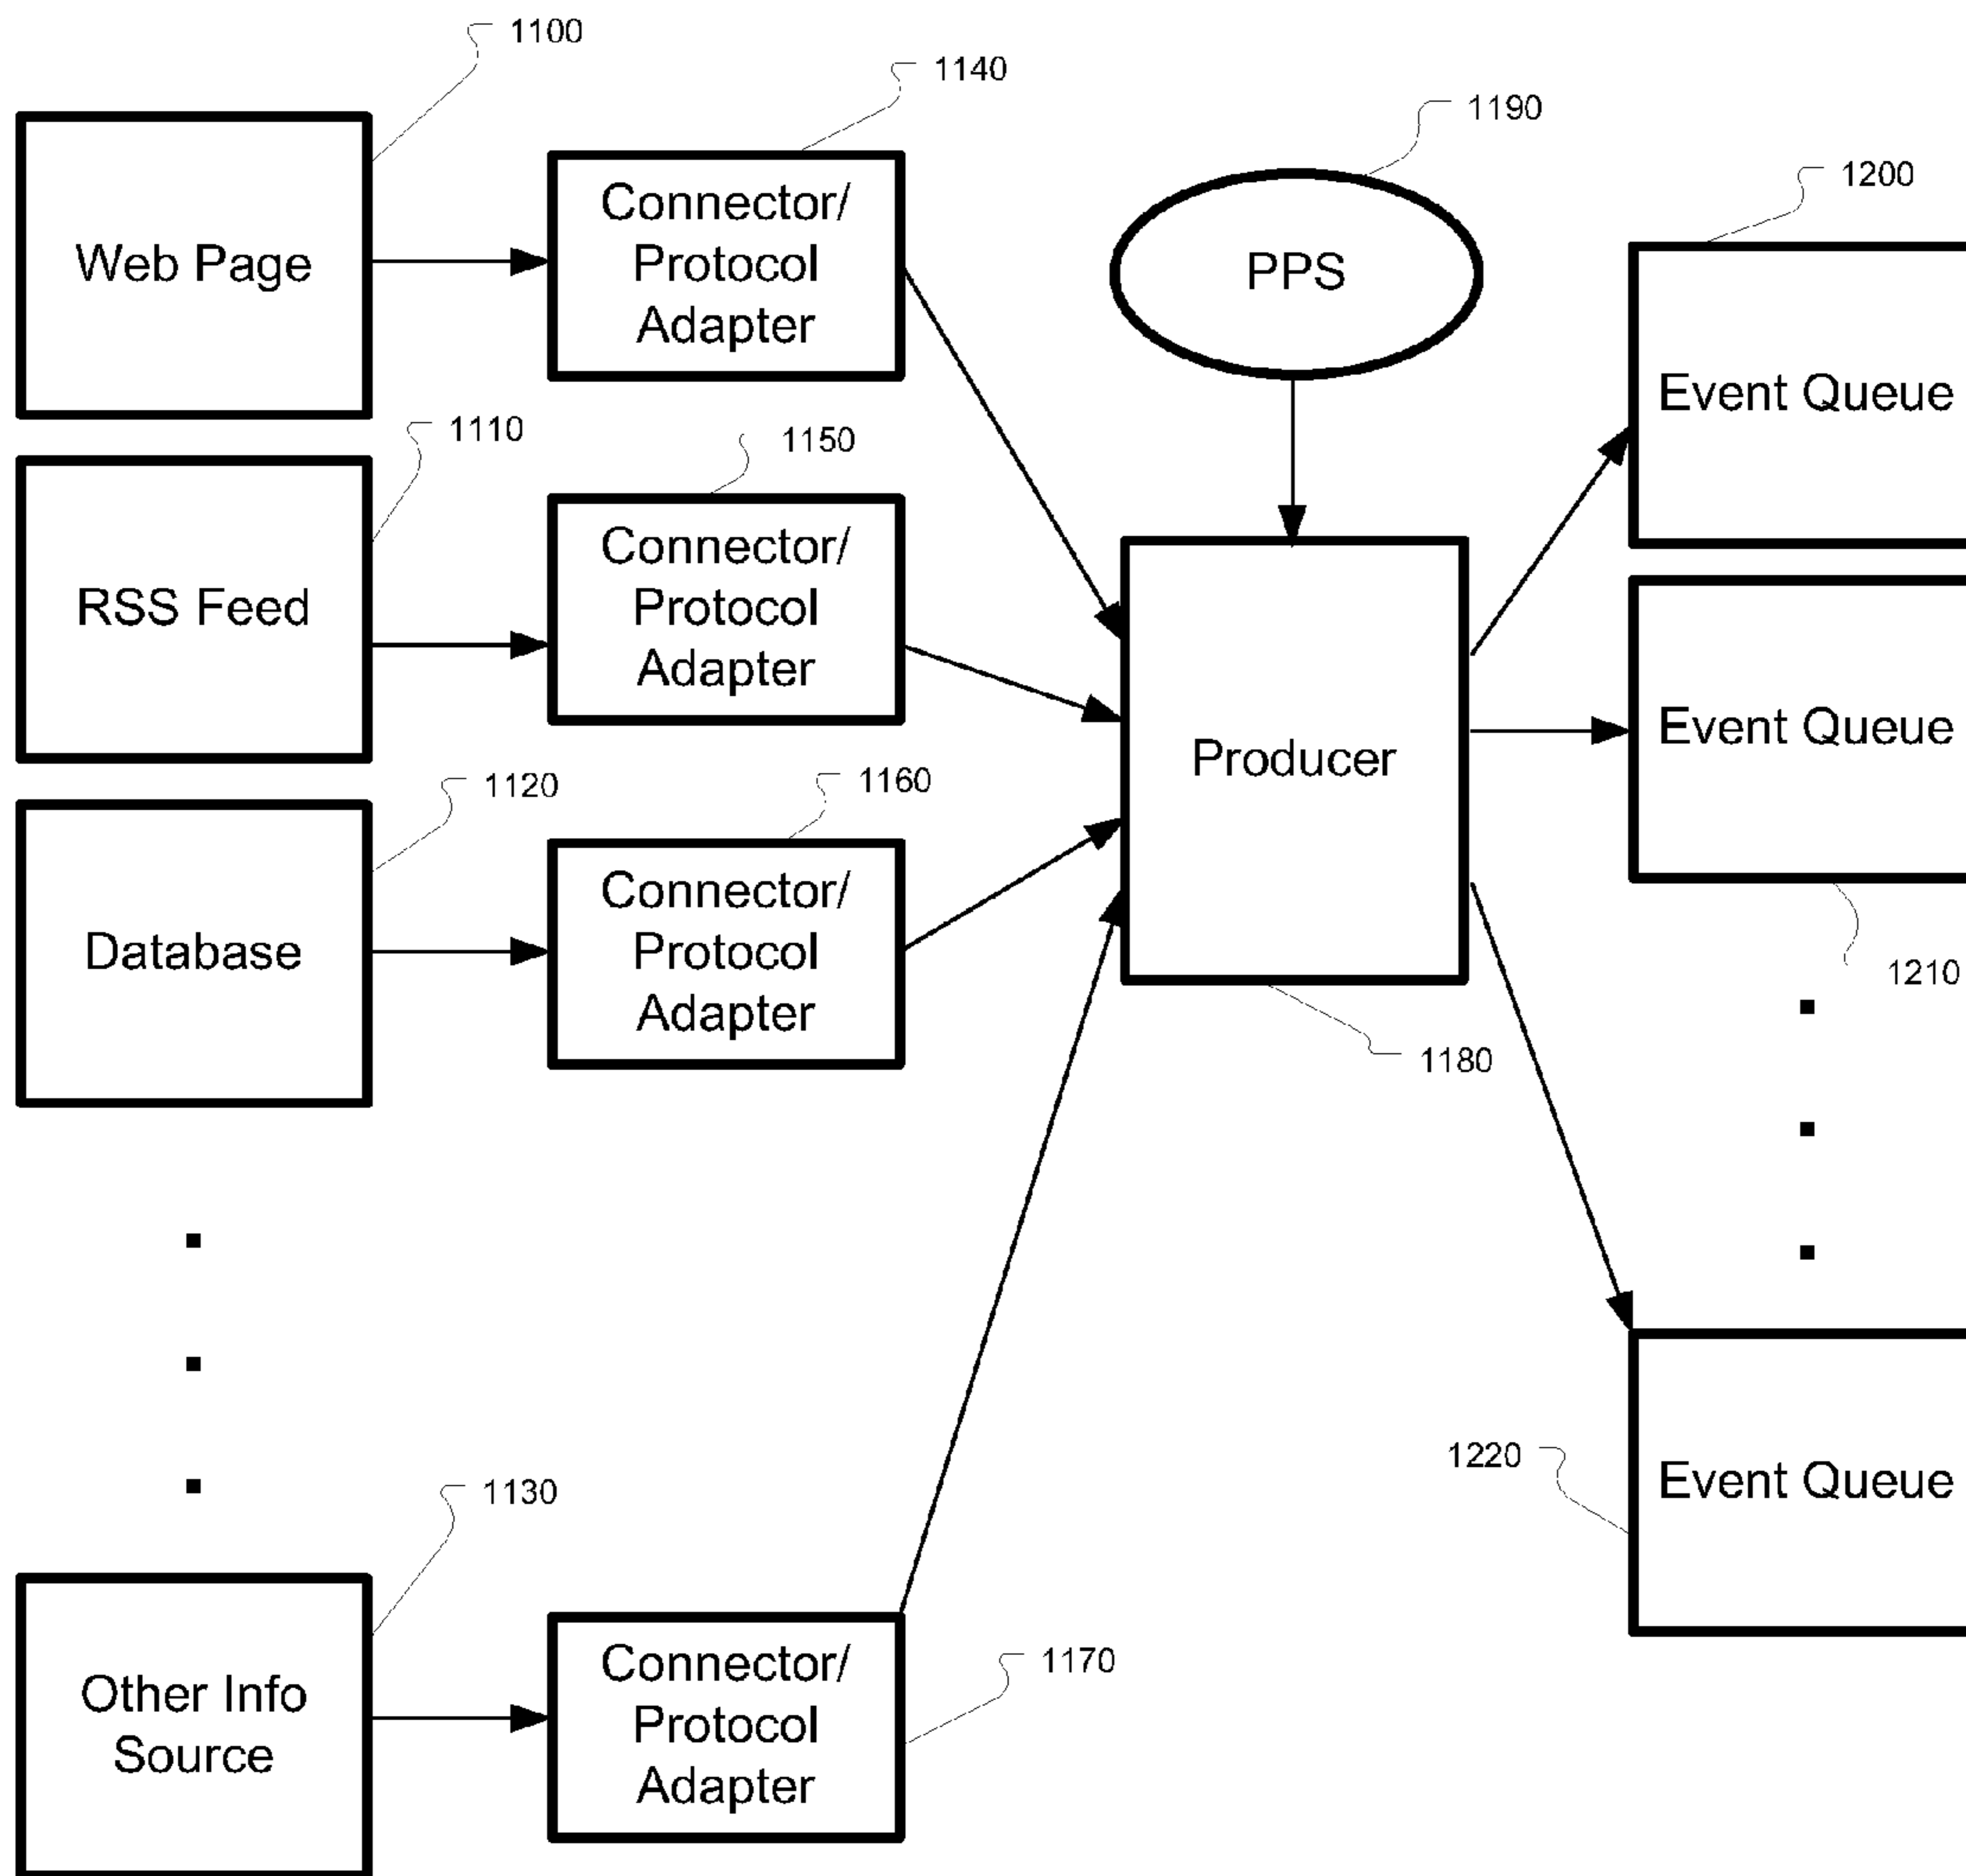 1100
1140
1190
1200
Web Page
Connector/
Protocol
Adapter
PPS
Event Queue
1110
1150
RSS Feed
Connector/
Protocol
Adapter
Producer
Event Queue
1120
1160
Database
Connector/
Protocol
Adapter
1210
1180
1130
1220
Event Queue
Other Info
Source
Connector/
Protocol
Adapter
1170